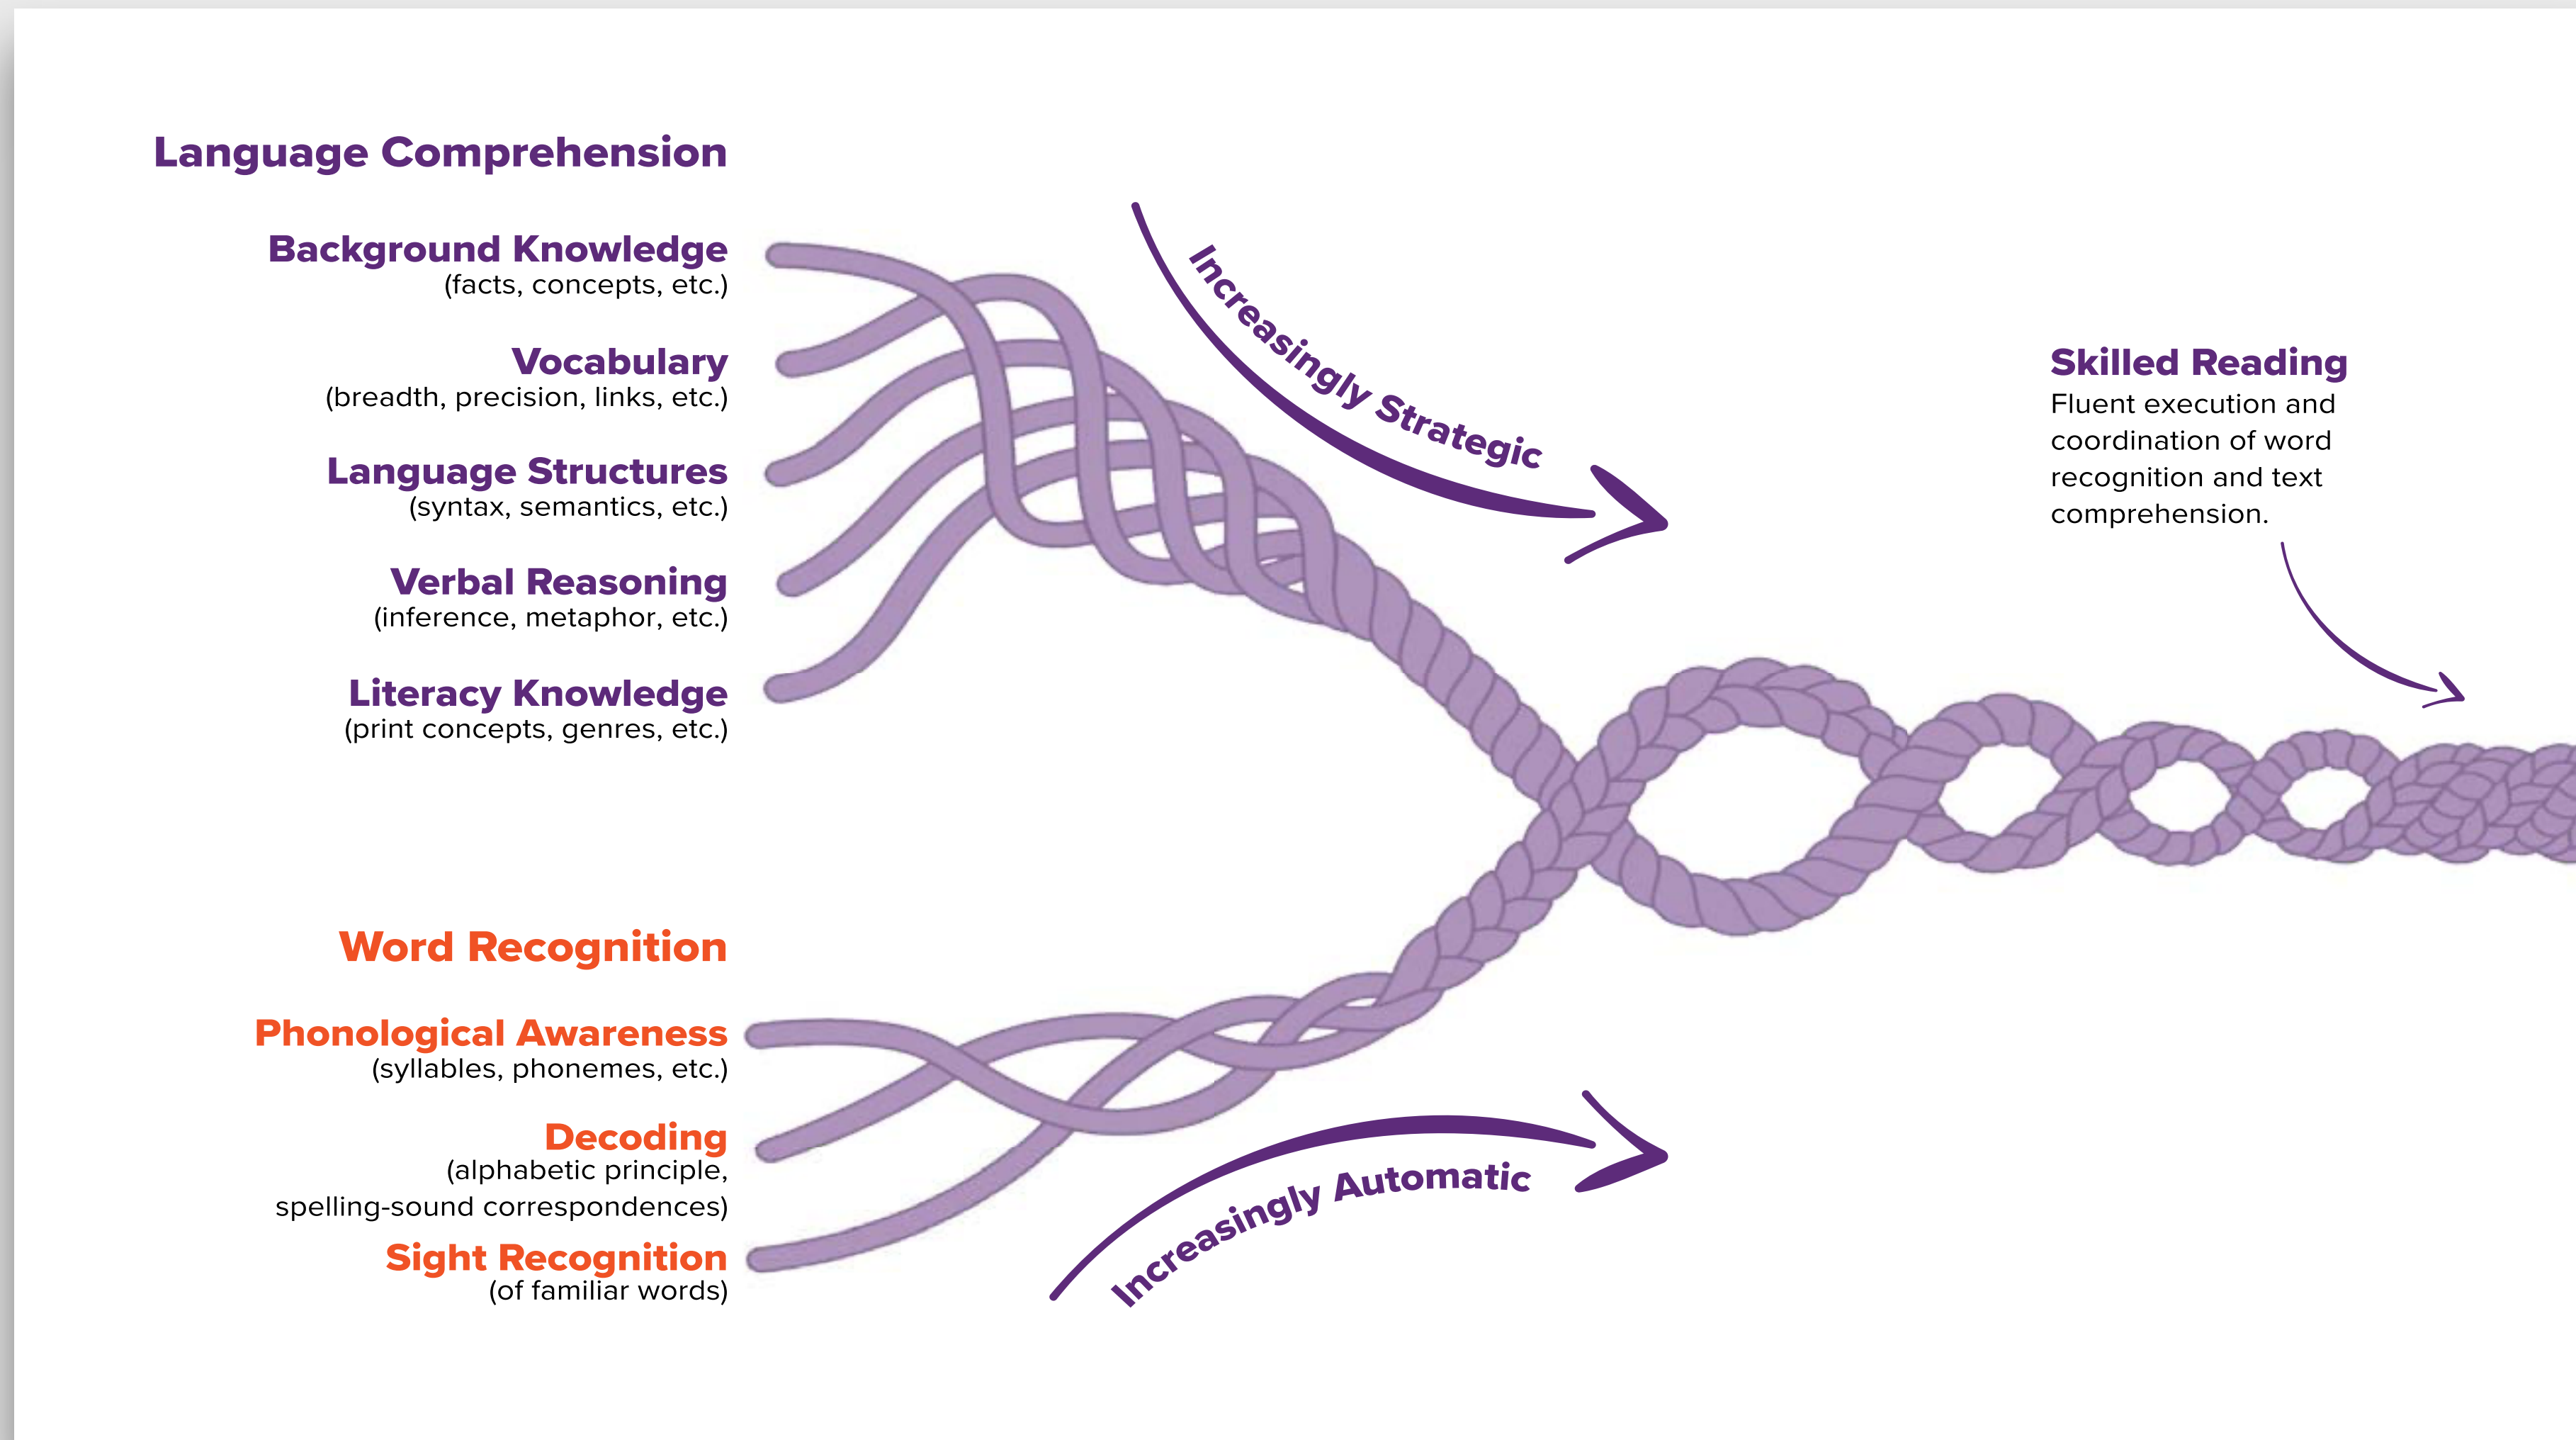 Language Comprehension
Background Knowledge
(facts, concepts, etc.)
Vocabulary
(breadth, precision, links, etc.)
Language Structures
(syntax, semantics, etc.)
Verbal Reasoning
(inference, metaphor, etc.)
Literacy Knowledge
(print concepts, genres, etc.)
Word Recognition
Phonological Awareness
(syllables, phonemes, etc.)
Decoding
(alphabetic principle,
spelling-sound correspondences)
Sight Recognition
(of familiar words)
Increasingly Strategic
Increasingly Automatic
Skilled Reading
Fluent execution and
coordination of word
recognition and text
comprehension.